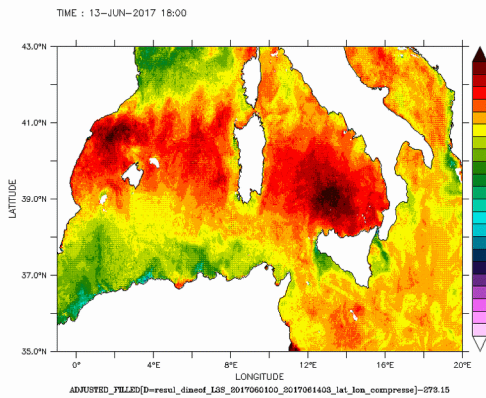 TIME : 13-JUN-2017 18:00
43.0°N
41.0°N
39.0°N
37.0°N
35.0°N
LATITUDE
0°
4°E
8°E
12°E
16°E
20°E
LONGITUDE
ADJUSTED_FILLED[D=resul_dineof_LGS_2017060100_2017061403_lat_lon_compresse]-273.15